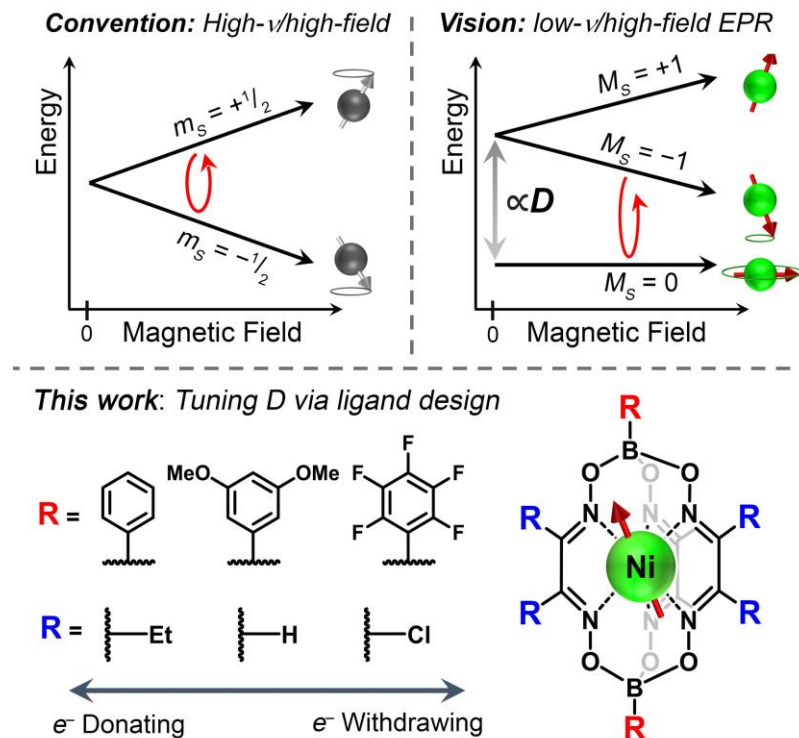 Convention: High-ν/high-field
Energy
mₛ = +¹/₂
mₛ = −¹/₂
0
Magnetic Field
Vision: low-ν/high-field EPR
Energy
Mₛ = +1
Mₛ = −1
∝D
Mₛ = 0
0
Magnetic Field
This work: Tuning D via ligand design
R =
MeO
OMe
F
F
F
F
F
R =
Et
H
Cl
e⁻ Donating
e⁻ Withdrawing
R
B
O
O
O
R
N
N
N
R
Ni
R
N
N
N
R
O
O
O
B
R